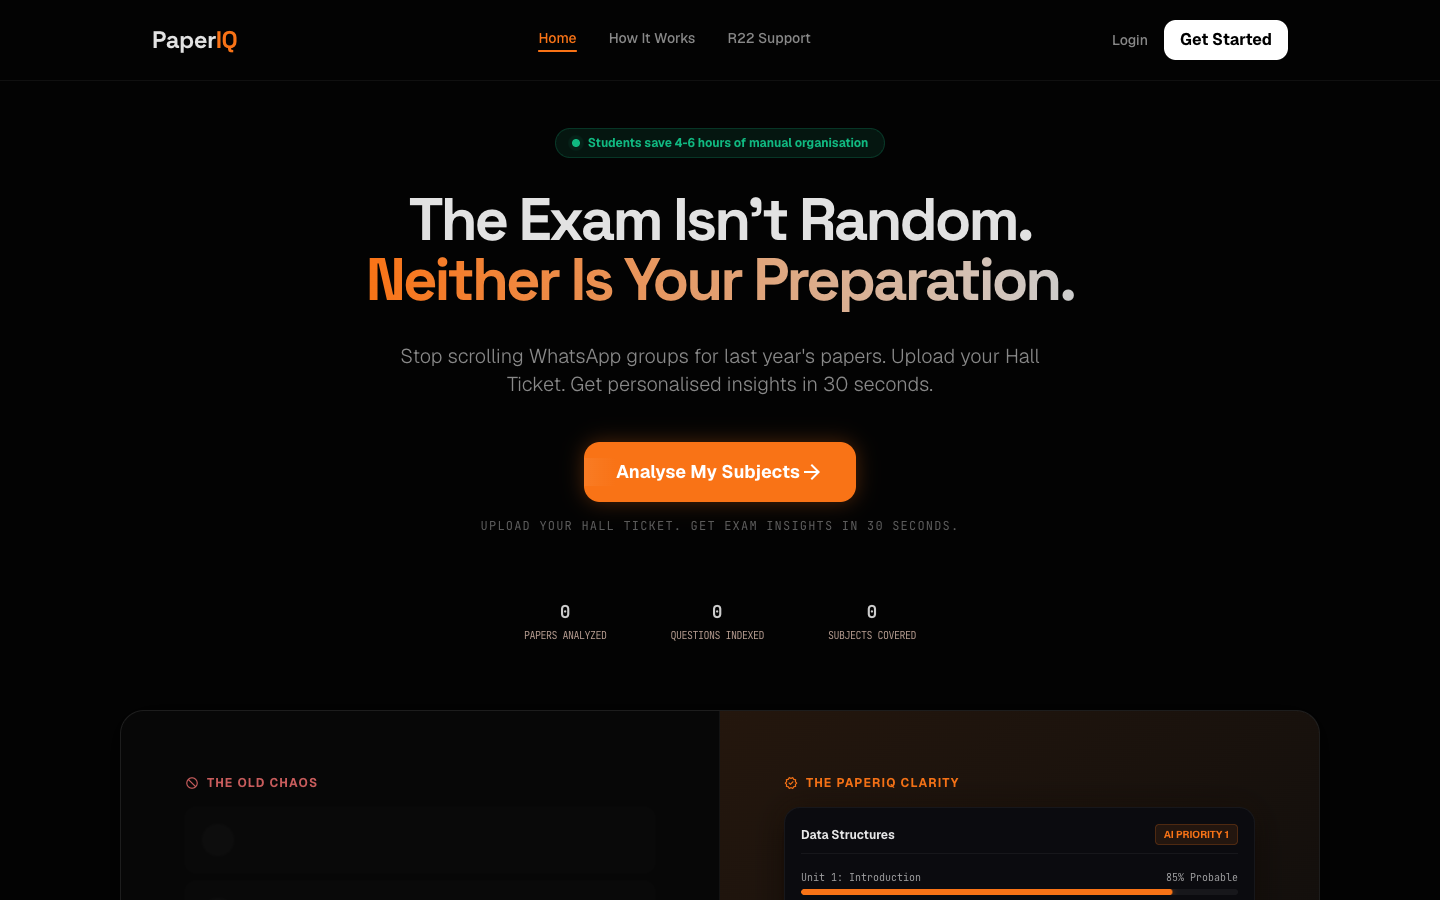 PaperIQ
Home
How It Works
R22 Support
Login
Get Started
Students save 4-6 hours of manual organisation
The Exam Isn’t Random.
Neither Is Your Preparation.
Stop scrolling WhatsApp groups for last year's papers. Upload your Hall
Ticket. Get personalised insights in 30 seconds.
Analyse My Subjects
UPLOAD YOUR HALL TICKET. GET EXAM INSIGHTS IN 30 SECONDS.
0
PAPERS ANALYZED
0
QUESTIONS INDEXED
0
SUBJECTS COVERED
THE OLD CHAOS
THE PAPERIQ CLARITY
Data Structures
AI PRIORITY 1
Unit 1: Introduction
85% Probable